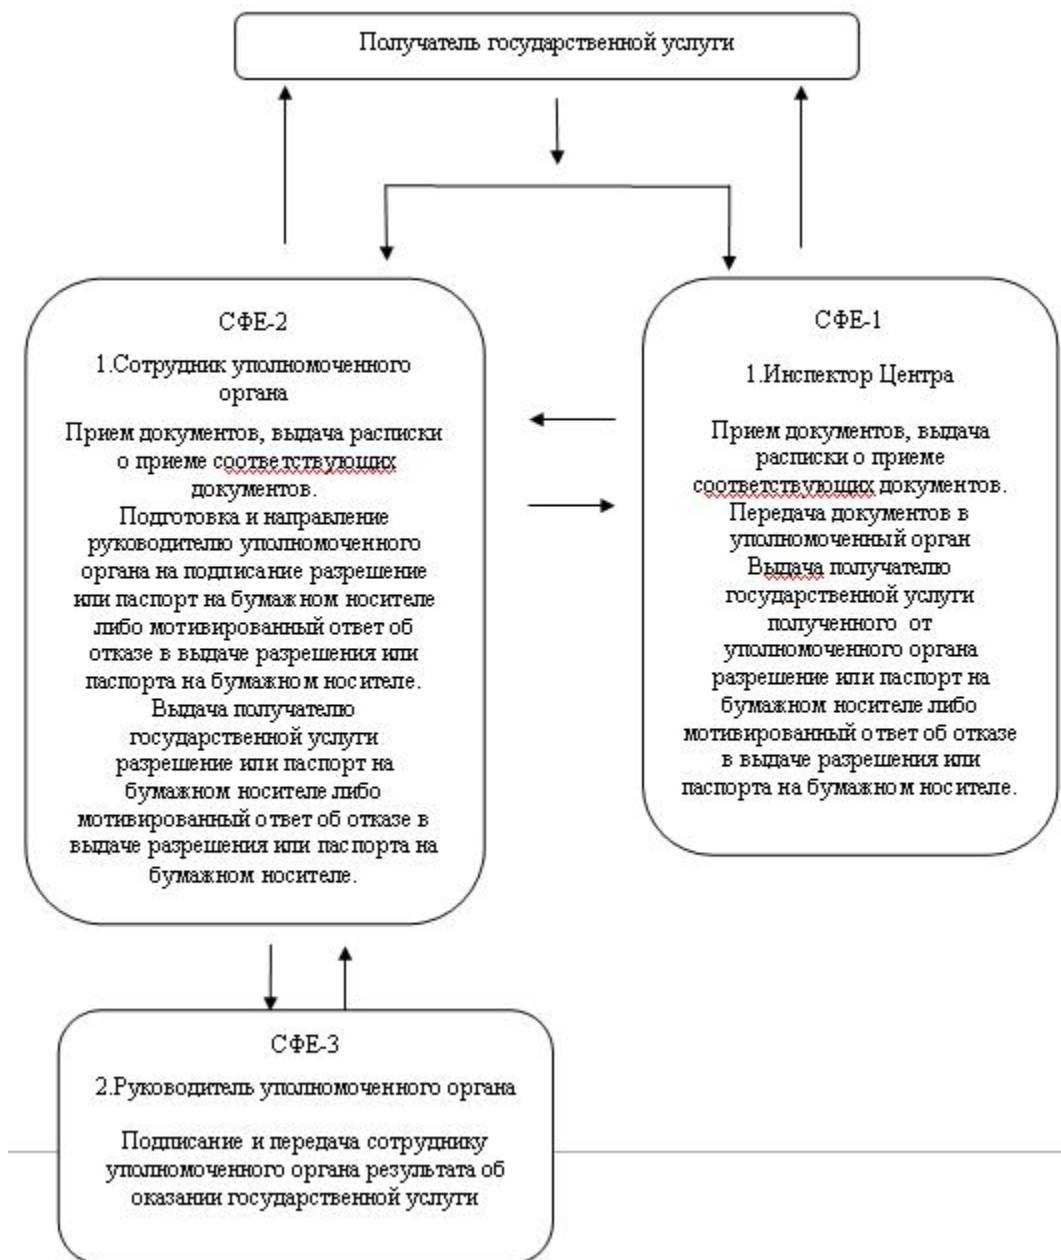 Получатель государственной услуги
СФЕ-2
1.Сотрудник уполномоченного
органа
Прием документов, выдача расписки
о приеме соответствующих
документов.
Подготовка и направление
руководителю уполномоченного
органа на подписание разрешение
или паспорт на бумажном носителе
либо мотивированный ответ об
отказе в выдаче разрешения или
паспорта на бумажном носителе.
Выдача получателю
государственной услуги
разрешение или паспорт на
бумажном носителе либо
мотивированный ответ об отказе в
выдаче разрешения или паспорта на
бумажном носителе.
СФЕ-1
1.Инспектор Центра
Прием документов, выдача
расписки о приеме
соответствующих документов.
Передача документов в
уполномоченный орган
Выдача получателю
государственной услуги
полученного от
уполномоченного органа
разрешение или паспорт на
бумажном носителе либо
мотивированный ответ об отказе
в выдаче разрешения или
паспорта на бумажном носителе.
СФЕ-3
2.Руководитель уполномоченного органа
Подписание и передача сотруднику
уполномоченного органа результата об
оказании государственной услуги